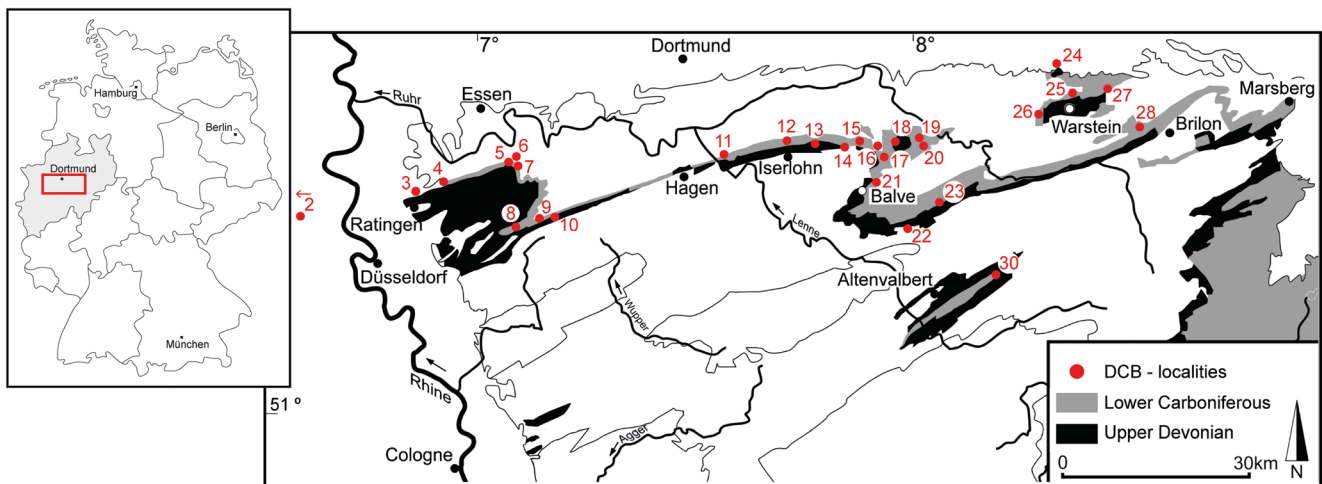 Hamburg
Berlin
Dortmund
München
←
2
7°
8°
Dortmund
24
Essen
Ruhr
Marsberg
25
27
26
28
Warstein
Brilon
11
12
13
15
18
19
14
16
17
20
Iserlohn
Hagen
5
6
7
4
3
Ratingen
8
9
10
21
Balve
23
22
Lenne
30
Altenvalbert
Düsseldorf
Wupper
Rhine
51 º
Agger
Cologne
DCB - localities
Lower Carboniferous
Upper Devonian
0
30km
N